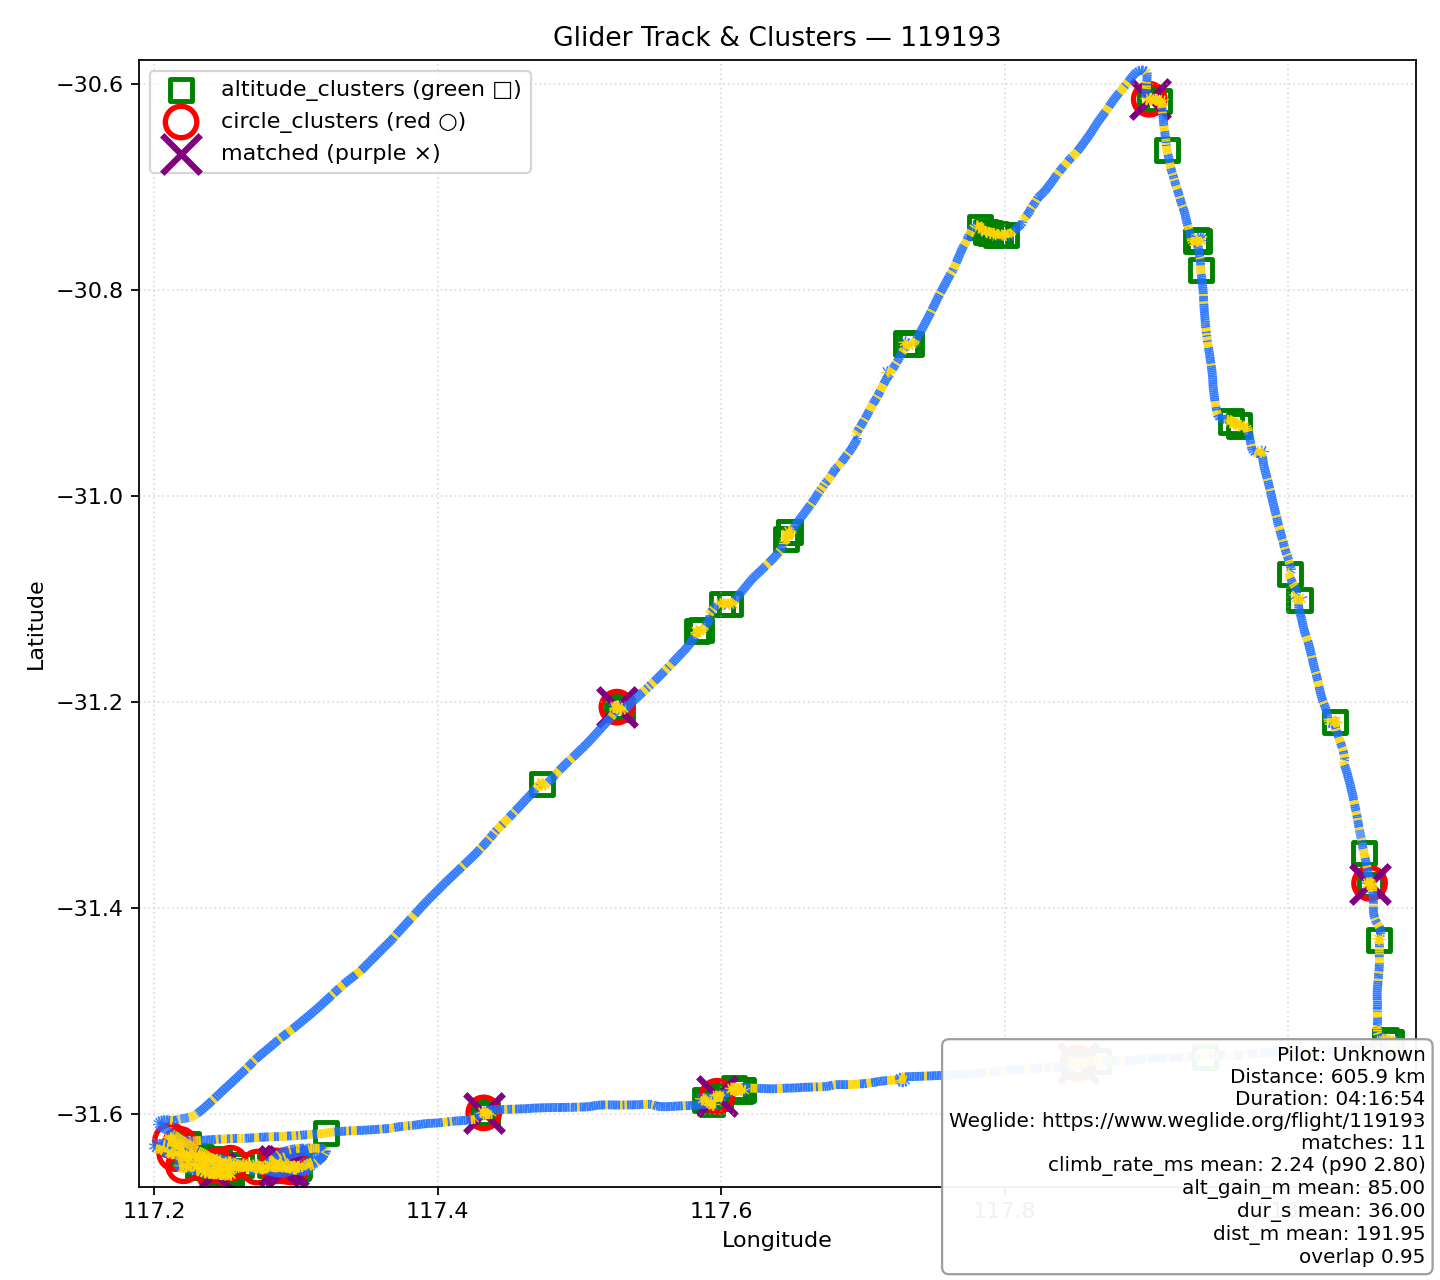 Glider Track & Clusters — 119193
altitude_clusters (green □)
circle_clusters (red ○)
matched (purple ×)
Latitude
−30.6
−30.8
−31.0
−31.2
−31.4
−31.6
117.2
117.4
117.6
117.8
Longitude
Pilot: Unknown
Distance: 605.9 km
Duration: 04:16:54
Weglide: https://www.weglide.org/flight/119193
matches: 11
climb_rate_ms mean: 2.24 (p90 2.80)
alt_gain_m mean: 85.00
dur_s mean: 36.00
dist_m mean: 191.95
overlap 0.95